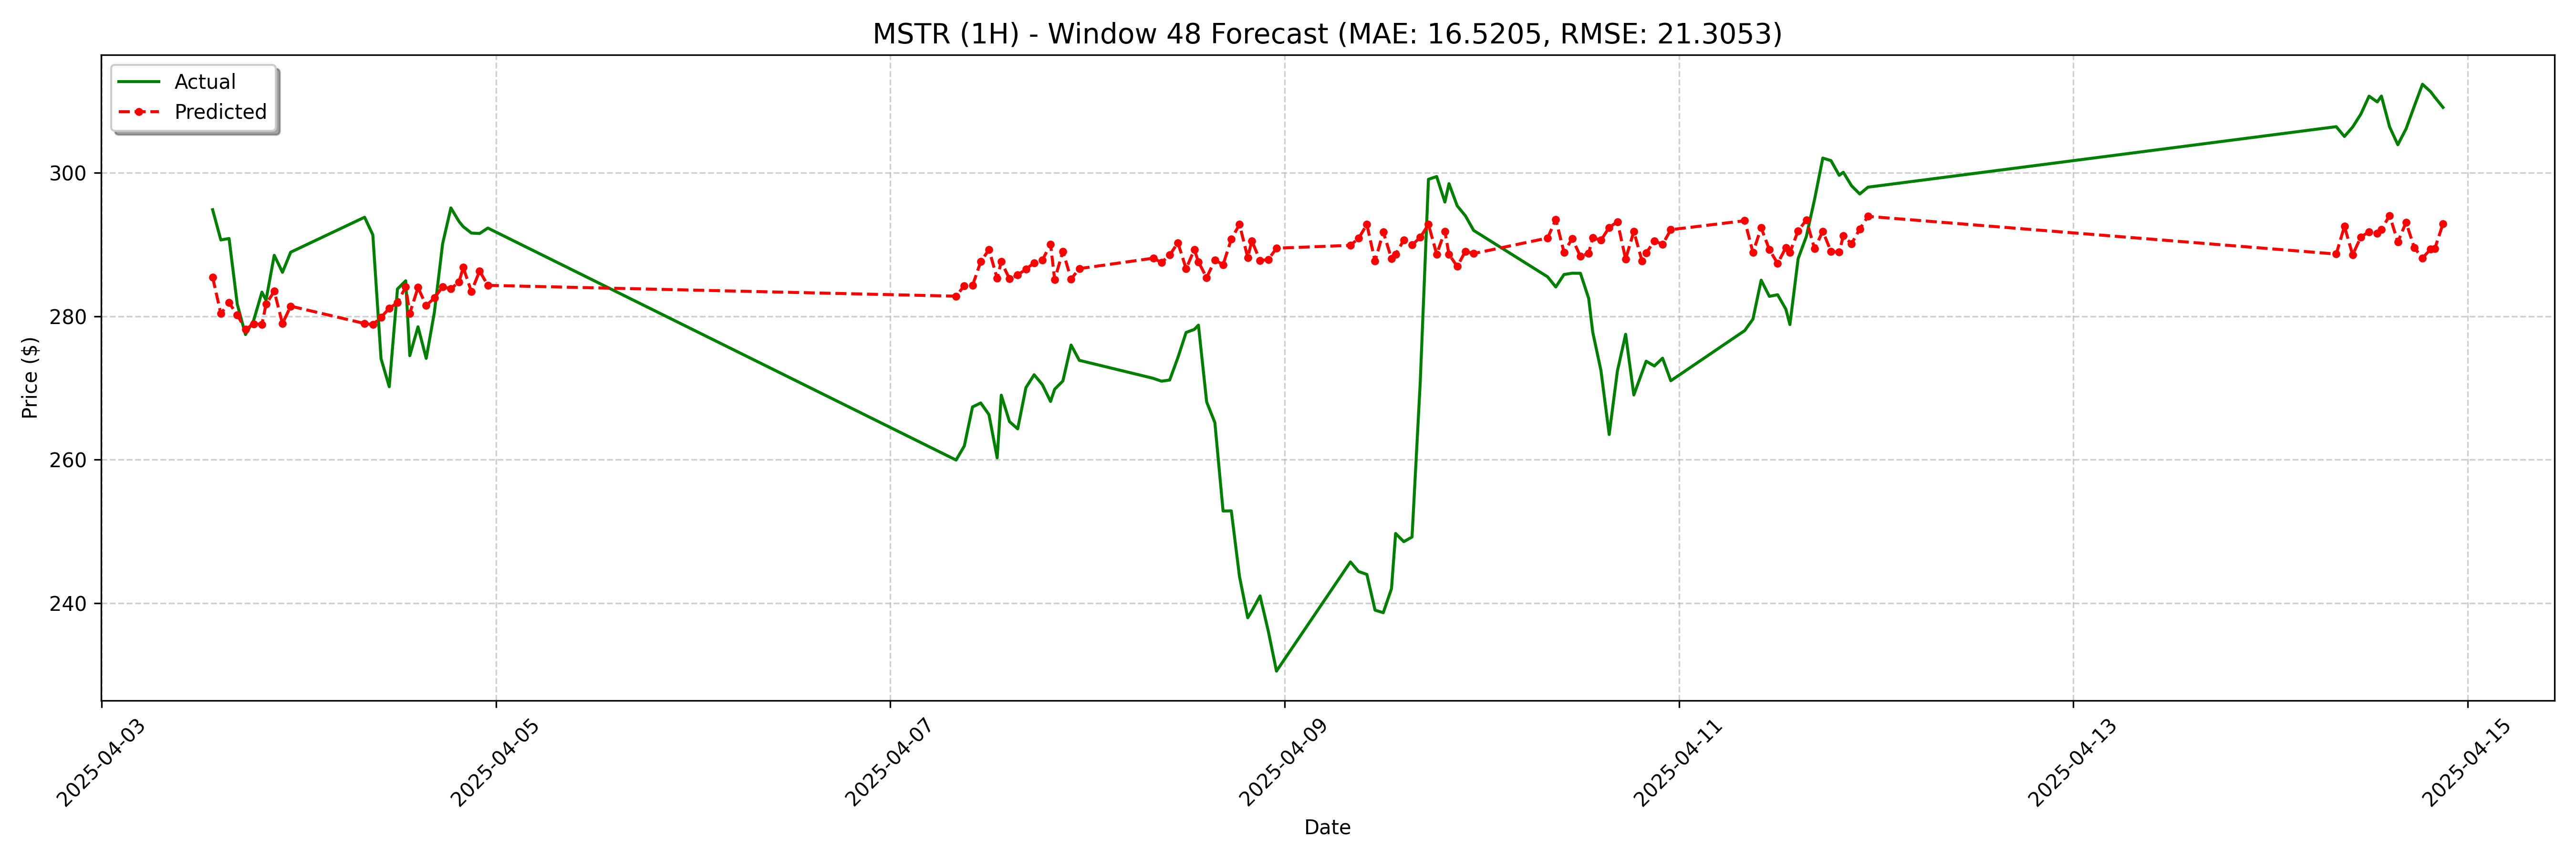 MSTR (1H) - Window 48 Forecast (MAE: 16.5205, RMSE: 21.3053)
Actual
Predicted
Price ($)
300
280
260
240
2025-04-03
2025-04-05
2025-04-07
2025-04-09
2025-04-11
2025-04-13
2025-04-15
Date